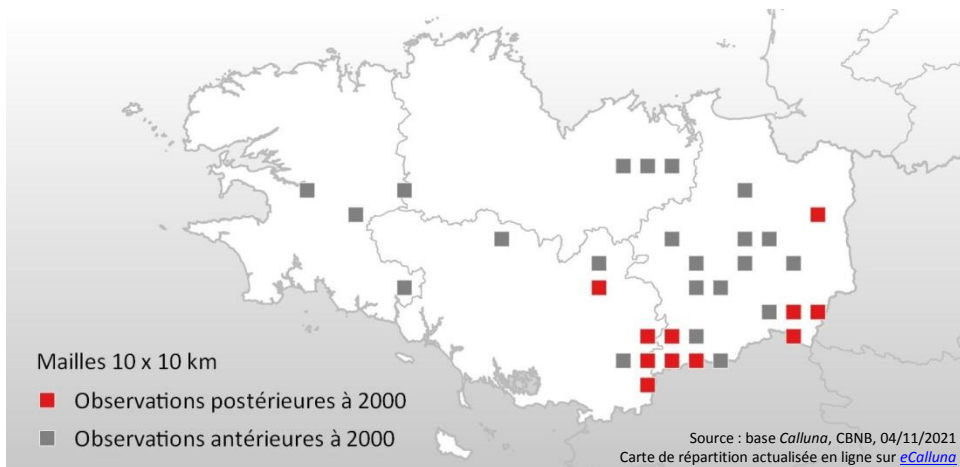 Mailles 10 x 10 km
Observations postérieures à 2000
Observations antérieures à 2000
Source : base Calluna, CBNB, 04/11/2021
Carte de répartition actualisée en ligne sur eCalluna